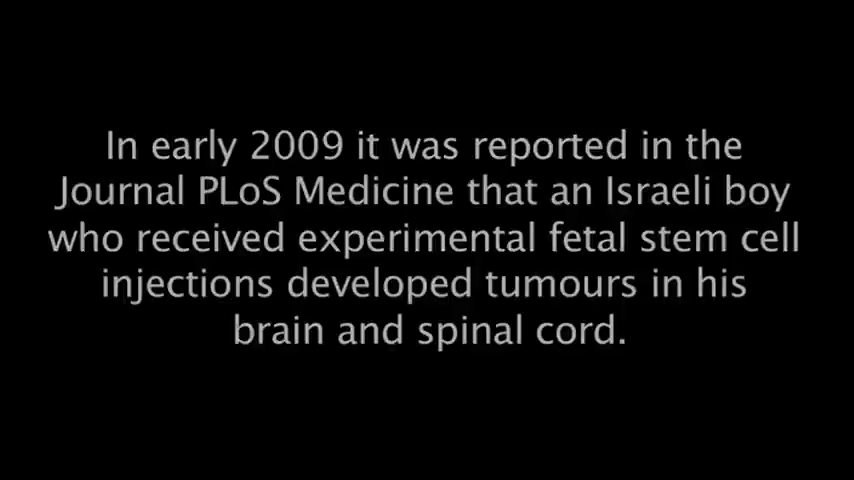 In early 2009 it was reported in the
Journal PLoS Medicine that an Israeli boy
who received experimental fetal stem cell
injections developed tumours in his
brain and spinal cord.